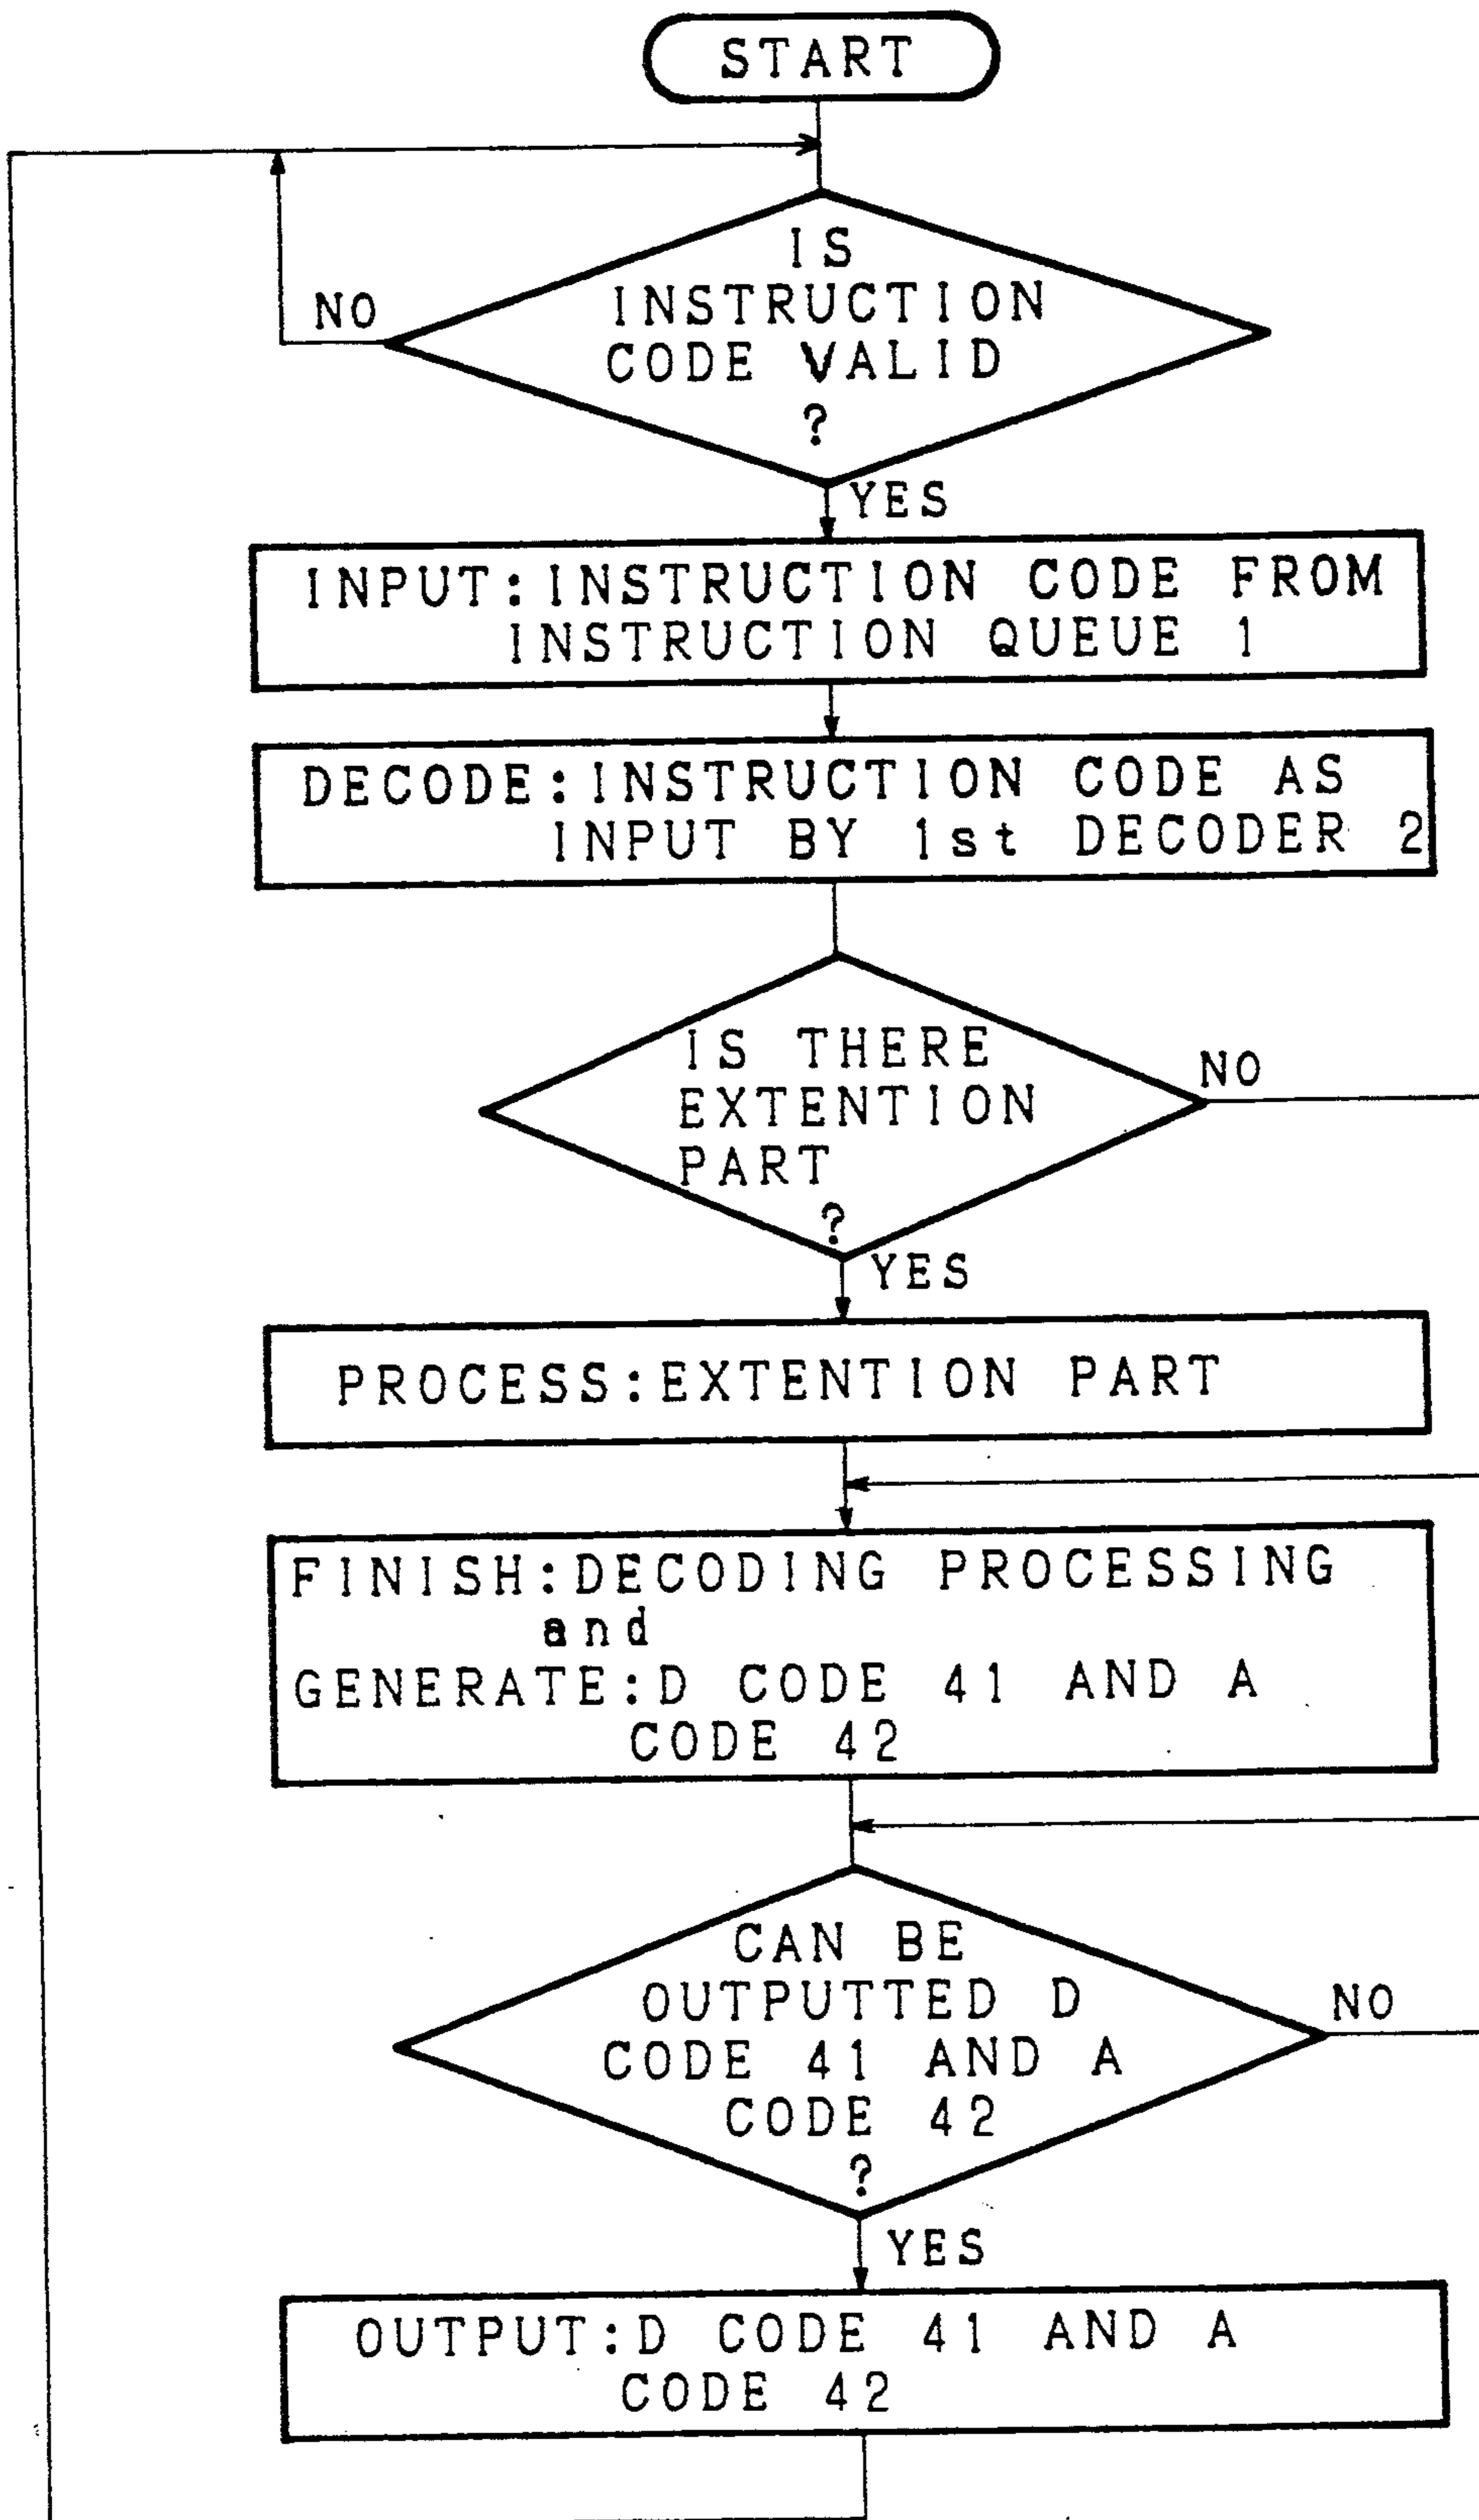 START
IS
INSTRUCTION
CODE VALID
?
NO
YES
INPUT:INSTRUCTION CODE FROM
INSTRUCTION QUEUE 1
DECODE:INSTRUCTION CODE AS
INPUT BY 1st DECODER 2
IS THERE
EXTENTION
PART
?
NO
YES
PROCESS:EXTENTION PART
FINISH:DECODING PROCESSING
and
GENERATE:D CODE 41 AND A
CODE 42
CAN BE
OUTPUTTED D
CODE 41 AND A
CODE 42
?
NO
YES
OUTPUT:D CODE 41 AND A
CODE 42